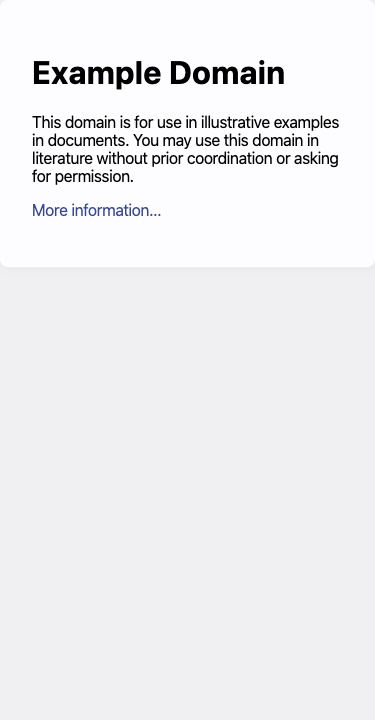 Example Domain
This domain is for use in illustrative examples
in documents. You may use this domain in
literature without prior coordination or asking
for permission.
More information...